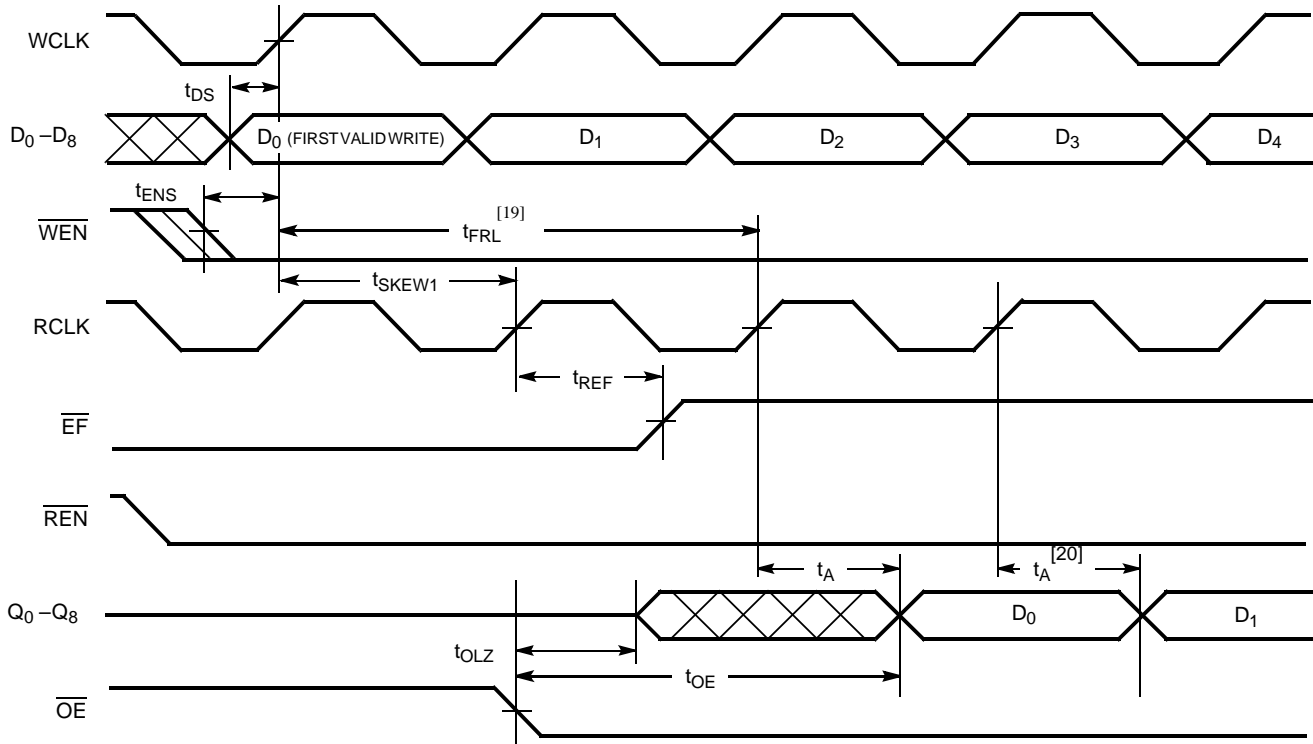 WCLK
tDS
D0 –D8
D0 (FIRST VALID WRITE)
D1
D2
D3
D4
tENS
WEN
tFRL[19]
tSKEW1
RCLK
tREF
EF
REN
tA
tA[20]
Q0 –Q8
D0
D1
tOLZ
tOE
OE